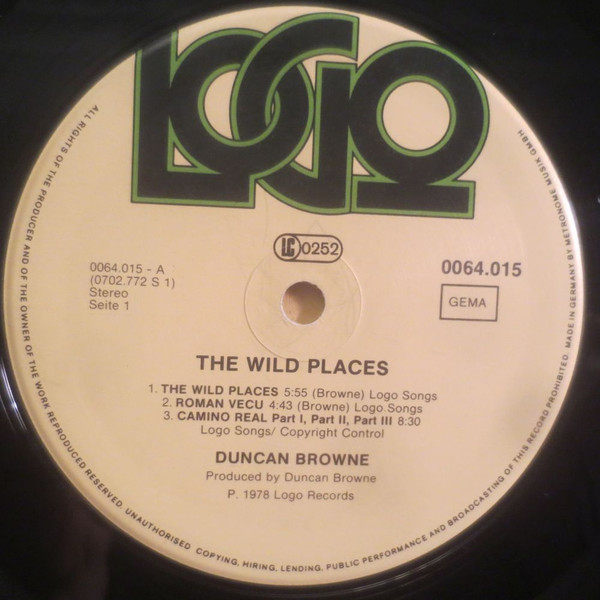 LOGO
LC 0252
0064.015 - A
(0702.772 S 1)
Stereo
Seite 1
0064.015
GEMA
THE WILD PLACES
1. THE WILD PLACES 5:55 (Browne) Logo Songs
2. ROMAN VECU 4:43 (Browne) Logo Songs
3. CAMINO REAL Part I, Part II, Part III 8:30
Logo Songs/ Copyright Control
DUNCAN BROWNE
Produced by Duncan Browne
P. 1978 Logo Records
ALL RIGHTS OF THE PRODUCER AND OF THE OWNER OF THE WORK REPRODUCED RESERVED. UNAUTHORISED COPYING, HIRING, LENDING, PUBLIC PERFORMANCE AND BROADCASTING OF THIS RECORD PROHIBITED. MADE IN GERMANY BY METRONOME MUSIK GMBH